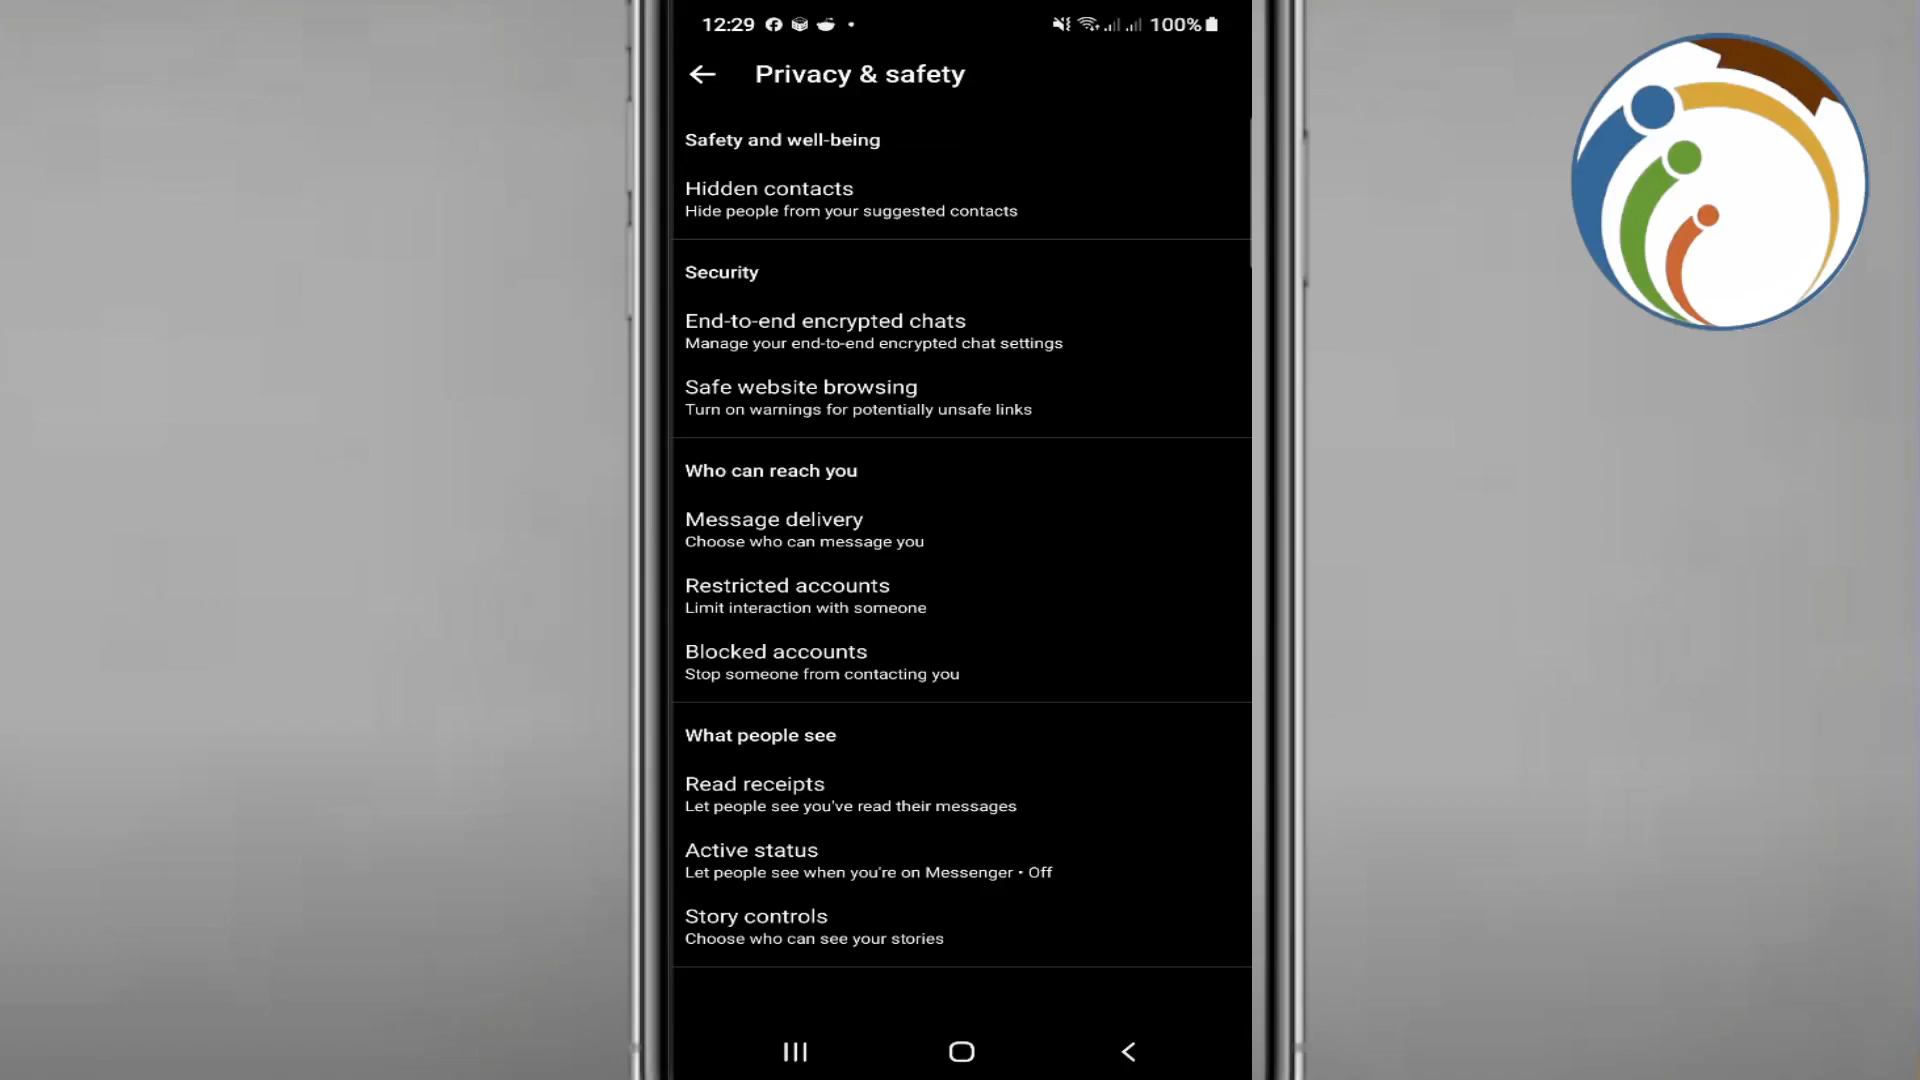 12:29
100%
Privacy & safety
Safety and well-being
Hidden contacts
Hide people from your suggested contacts
Security
End-to-end encrypted chats
Manage your end-to-end encrypted chat settings
Safe website browsing
Turn on warnings for potentially unsafe links
Who can reach you
Message delivery
Choose who can message you
Restricted accounts
Limit interaction with someone
Blocked accounts
Stop someone from contacting you
What people see
Read receipts
Let people see you've read their messages
Active status
Let people see when you're on Messenger • Off
Story controls
Choose who can see your stories